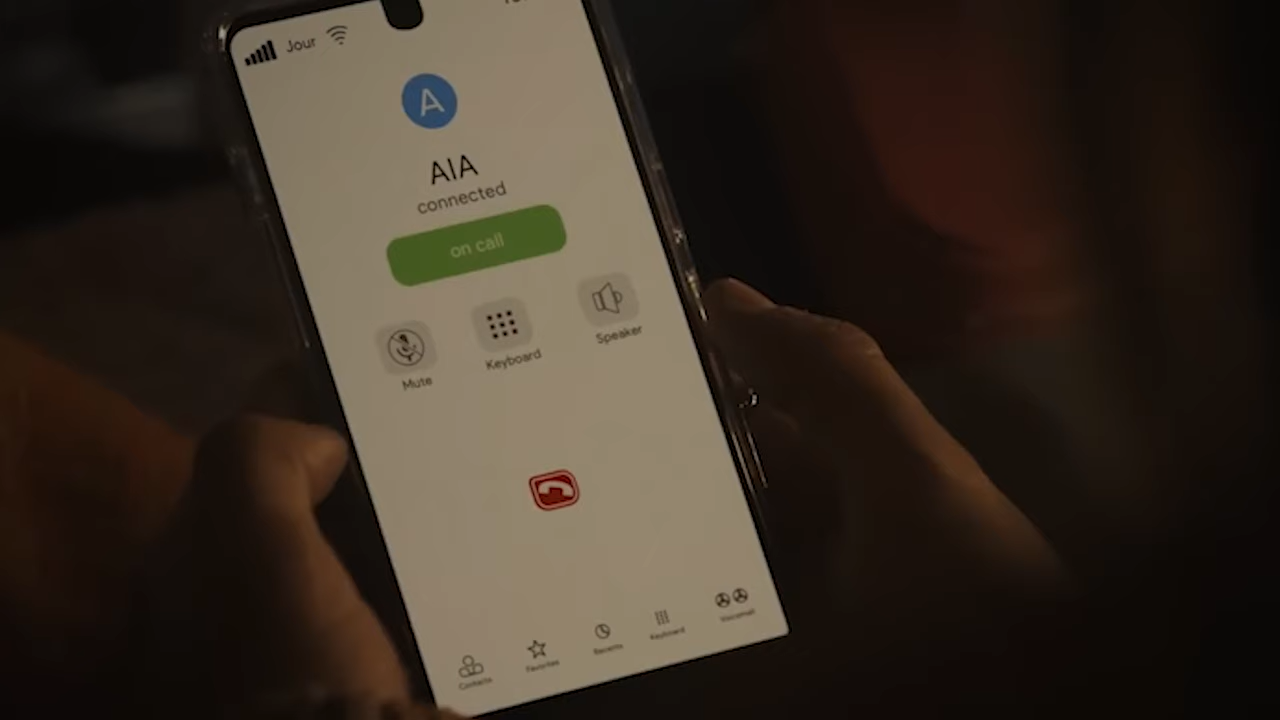 Jour
A
AIA
connected
on call
Mute
Keyboard
Speaker
Contacts
Favorites
Recents
Keyboard
Voicemail